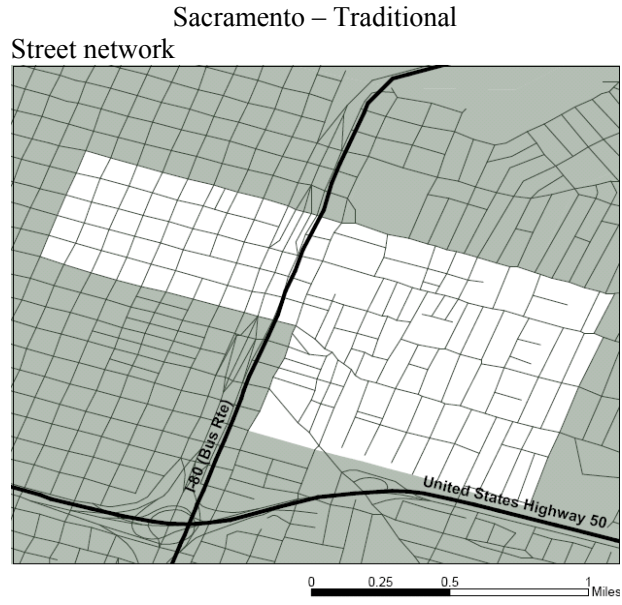 Sacramento – Traditional
Street network
I-80 (Bus Rte)
United States Highway 50
0 0.25 0.5 1
Miles